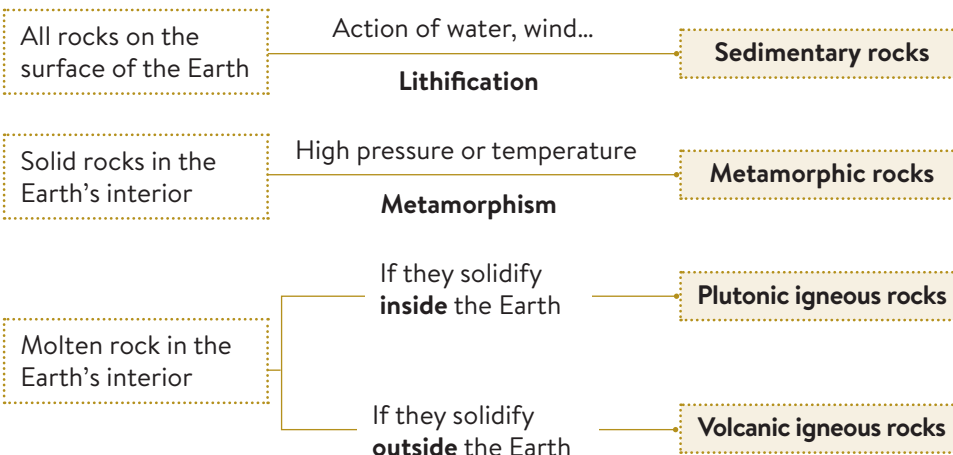 All rocks on the
surface of the Earth
Action of water, wind...
Lithification
Sedimentary rocks
Solid rocks in the
Earth's interior
High pressure or temperature
Metamorphism
Metamorphic rocks
Molten rock in the
Earth's interior
If they solidify
inside the Earth
Plutonic igneous rocks
If they solidify
outside the Earth
Volcanic igneous rocks